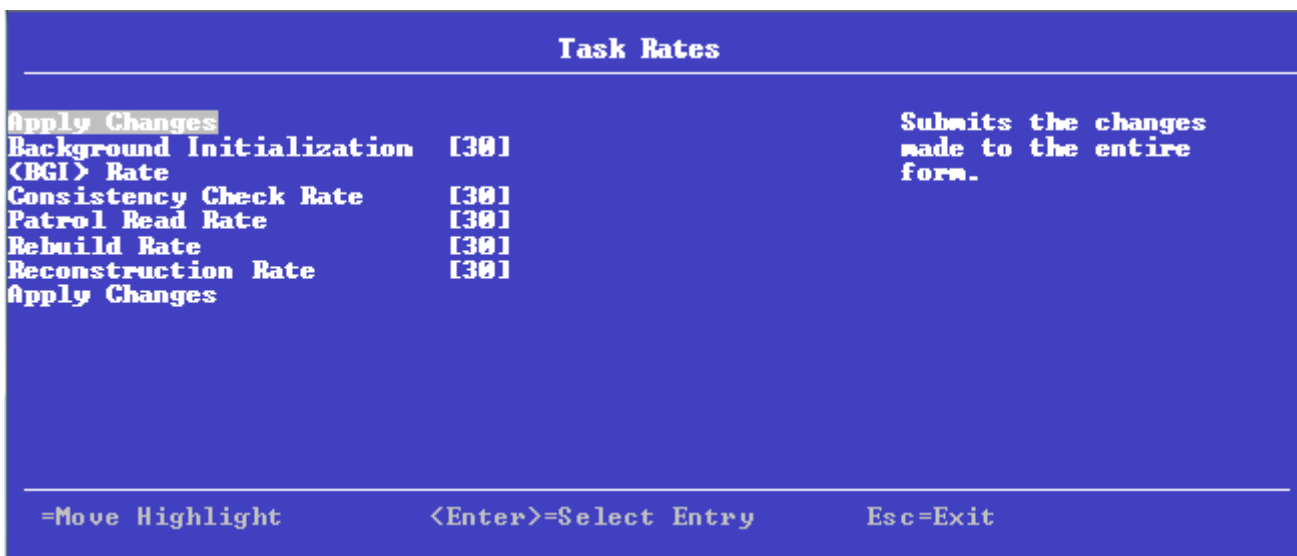 Task Rates
Apply Changes
Submits the changes
Background Initialization [30]
made to the entire
<BGI> Rate
form.
Consistency Check Rate [30]
Patrol Read Rate [30]
Rebuild Rate [30]
Reconstruction Rate [30]
Apply Changes
=Move Highlight <Enter>=Select Entry Esc=Exit